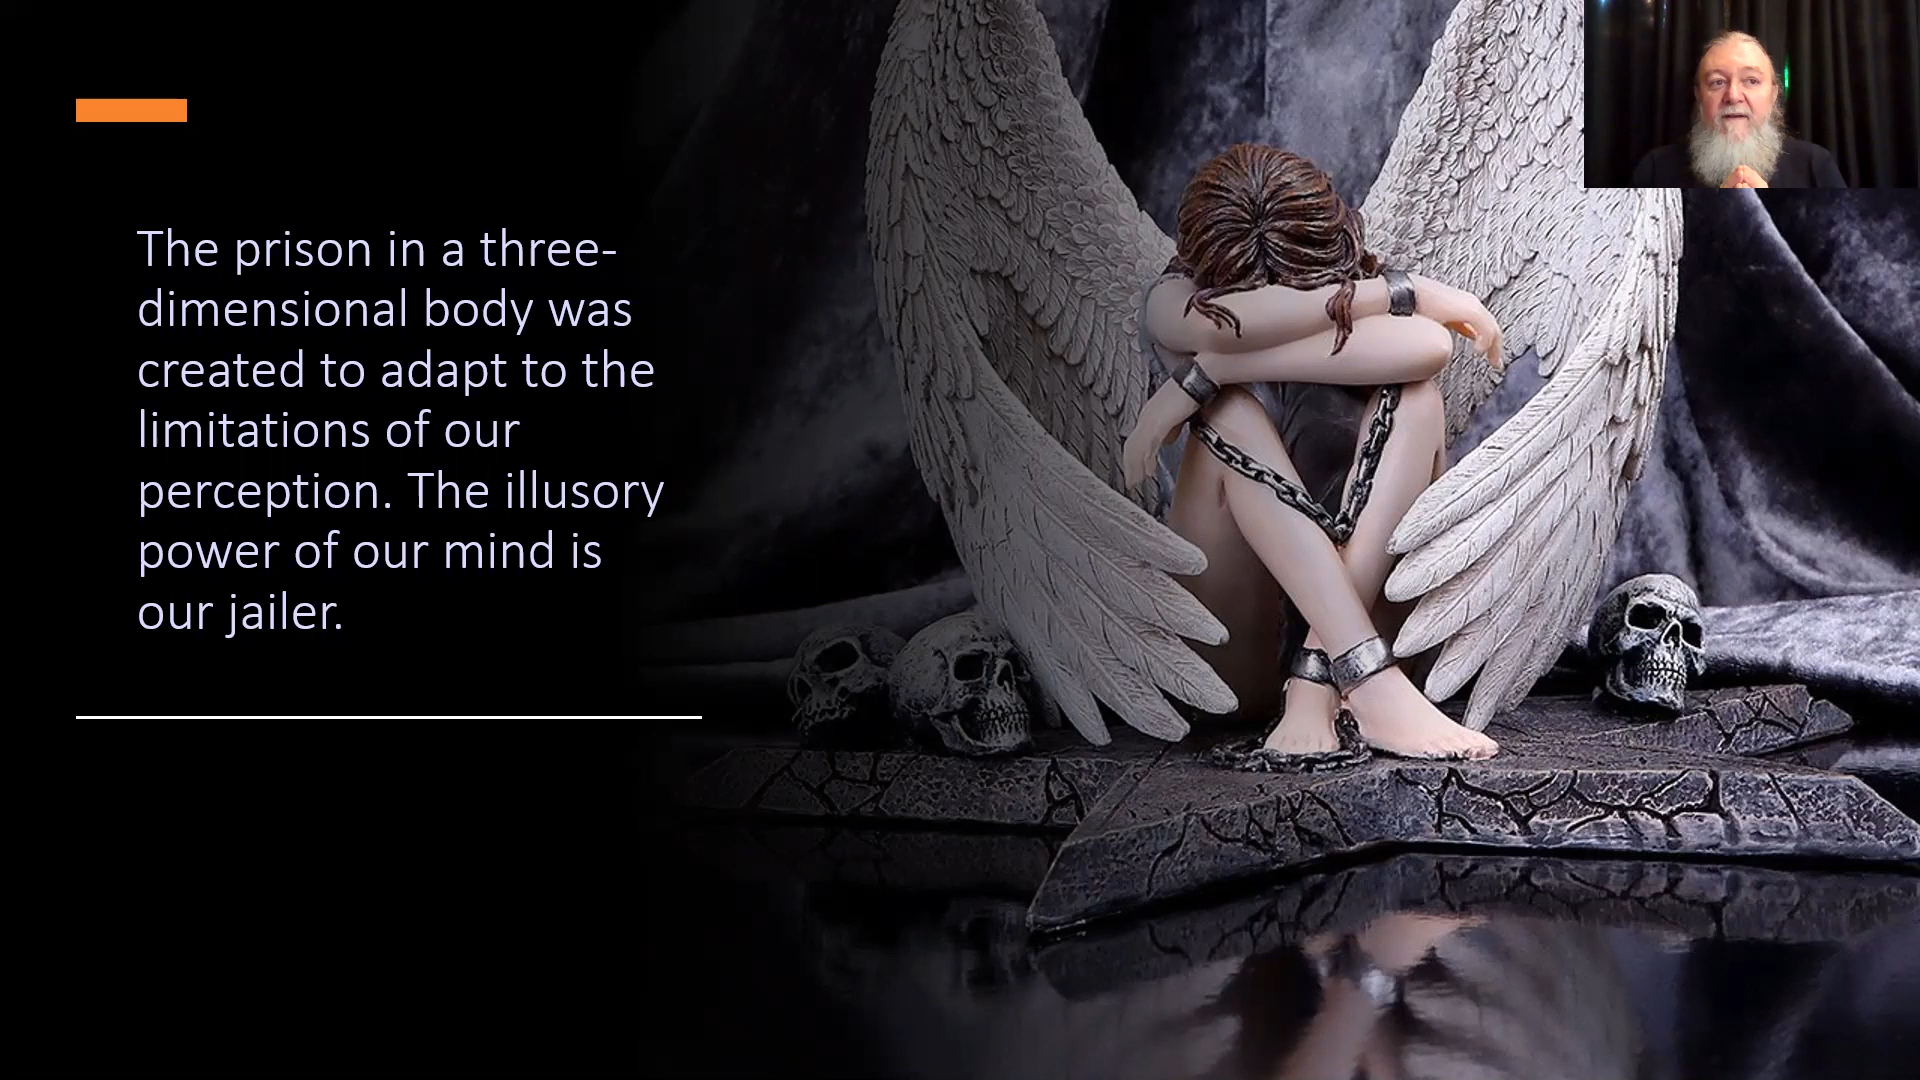 The prison in a three-
dimensional body was
created to adapt to the
limitations of our
perception. The illusory
power of our mind is
our jailer.